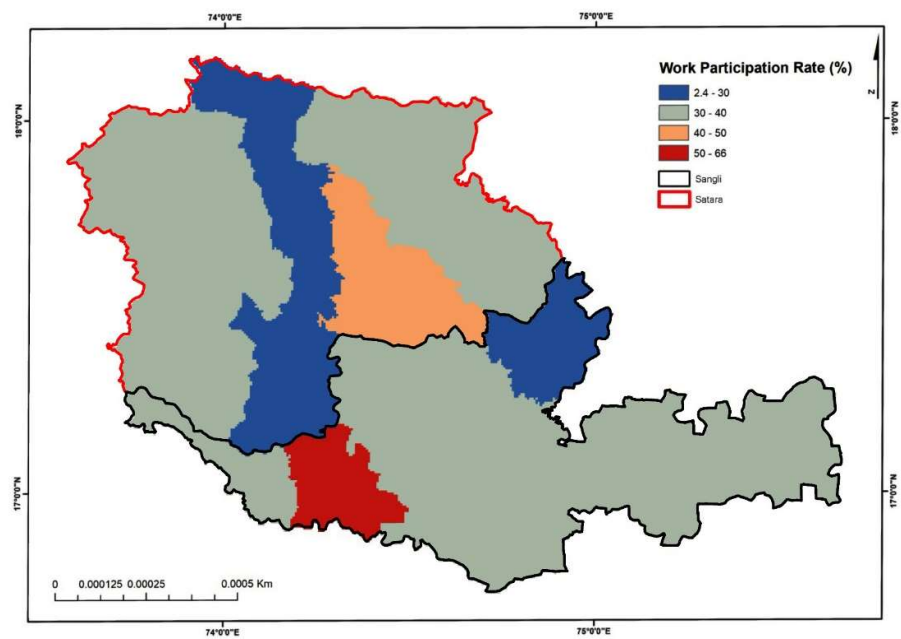 74°0'0"E
75°0'0"E
Work Participation Rate (%)
2.4 - 30
30 - 40
40 - 50
50 - 66
Sangli
Satara
N
18°0'0"N
18°0'0"N
17°0'0"N
17°0'0"N
0 0.000125 0.00025 0.0005 Km
74°0'0"E
75°0'0"E